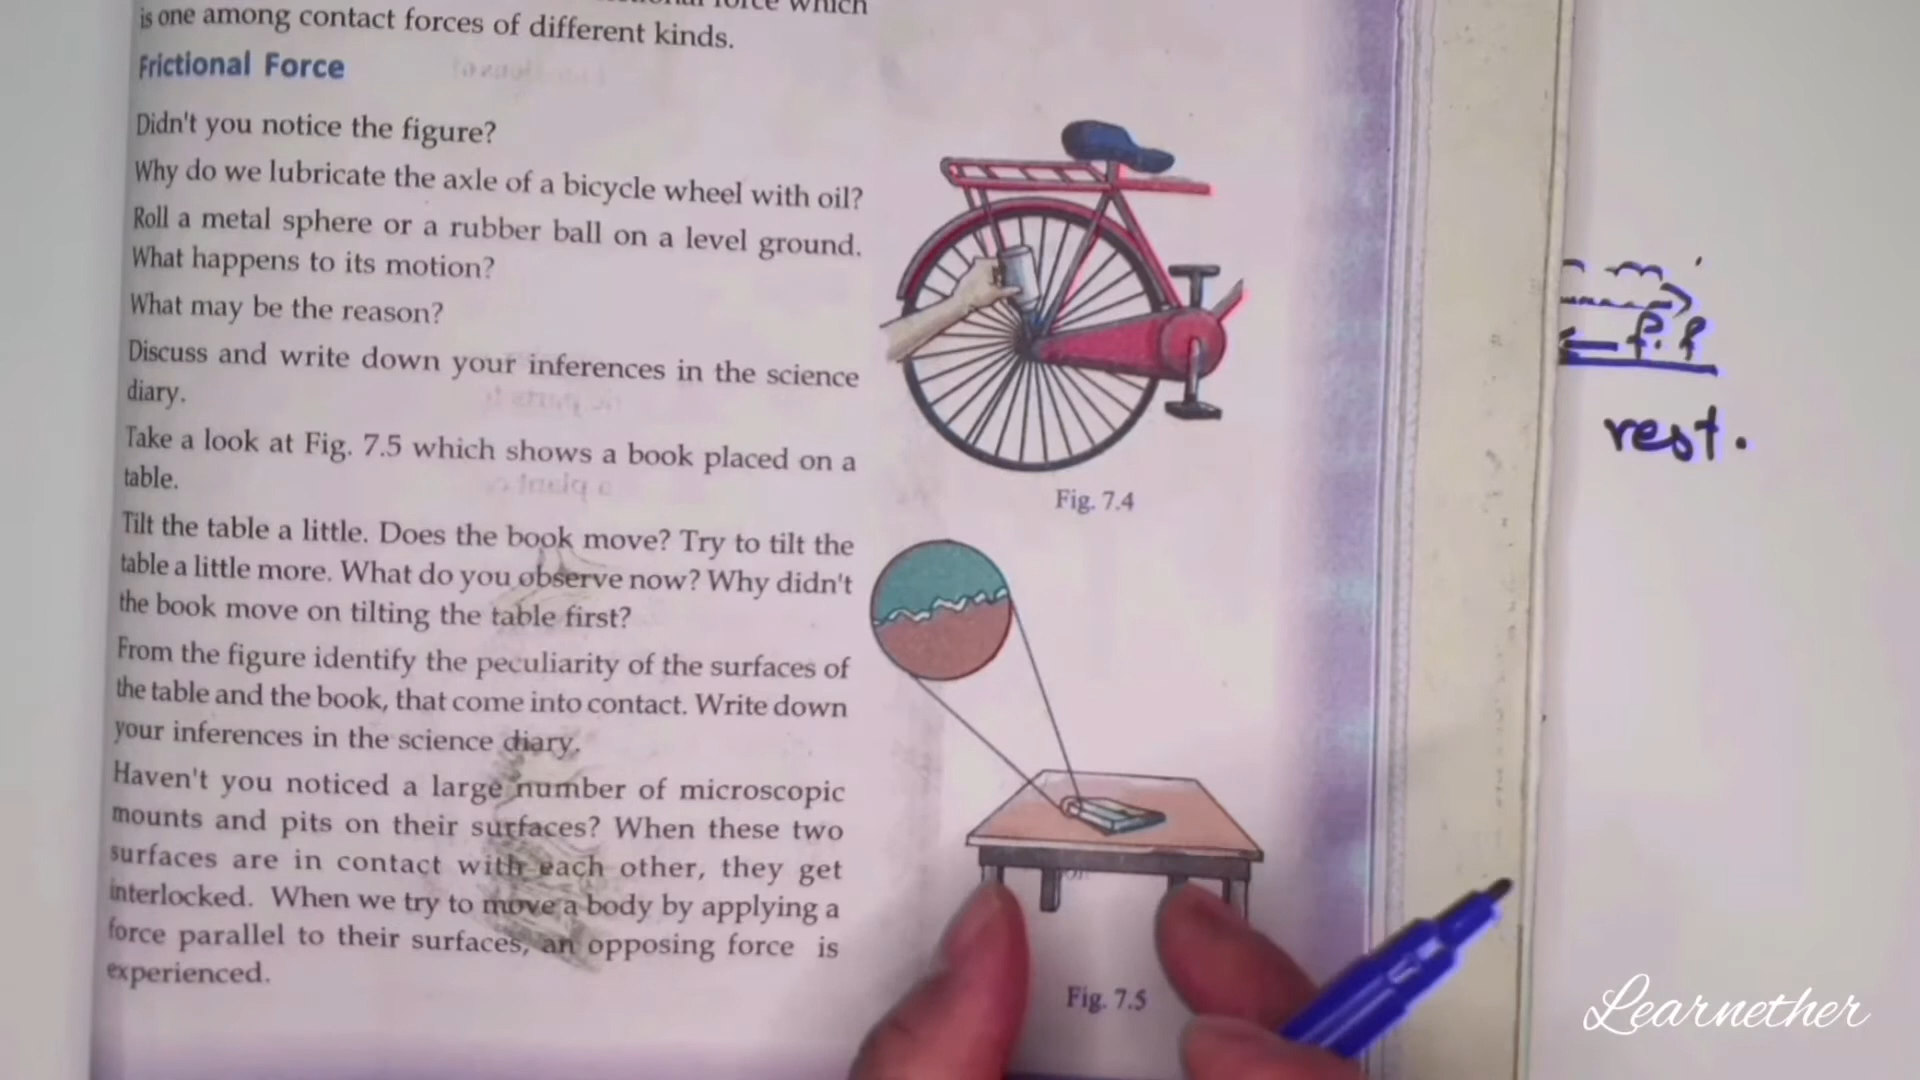 force which
is one among contact forces of different kinds.
Frictional Force
Didn't you notice the figure?
Why do we lubricate the axle of a bicycle wheel with oil?
Roll a metal sphere or a rubber ball on a level ground.
What happens to its motion?
What may be the reason?
Discuss and write down your inferences in the science
diary.
Take a look at Fig. 7.5 which shows a book placed on a
table.
Tilt the table a little. Does the book move? Try to tilt the
table a little more. What do you observe now? Why didn't
the book move on tilting the table first?
From the figure identify the peculiarity of the surfaces of
the table and the book, that come into contact. Write down
your inferences in the science diary.
Haven't you noticed a large number of microscopic
mounts and pits on their surfaces? When these two
surfaces are in contact with each other, they get
interlocked. When we try to move a body by applying a
force parallel to their surfaces, an opposing force is
experienced.
Fig. 7.4
Fig. 7.5
f.f
rest.
Learnether